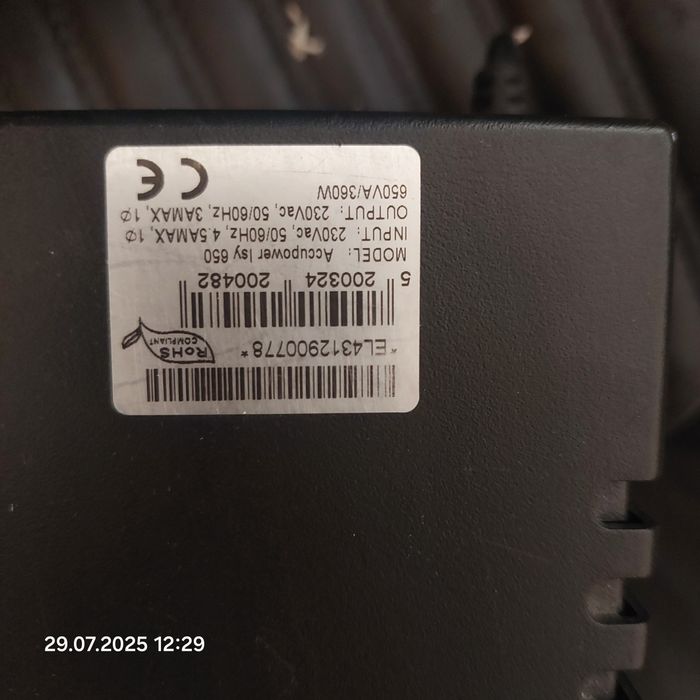 *EL4312900778*
RoHS
COMPLIANT
5 200324 200482
MODEL: Accupower Isy 650
INPUT: 230Vac, 50/60Hz, 4.5AMAX, 1Ø
OUTPUT: 230Vac, 50/60Hz, 3AMAX, 1Ø
650VA/360W
CE
29.07.2025 12:29